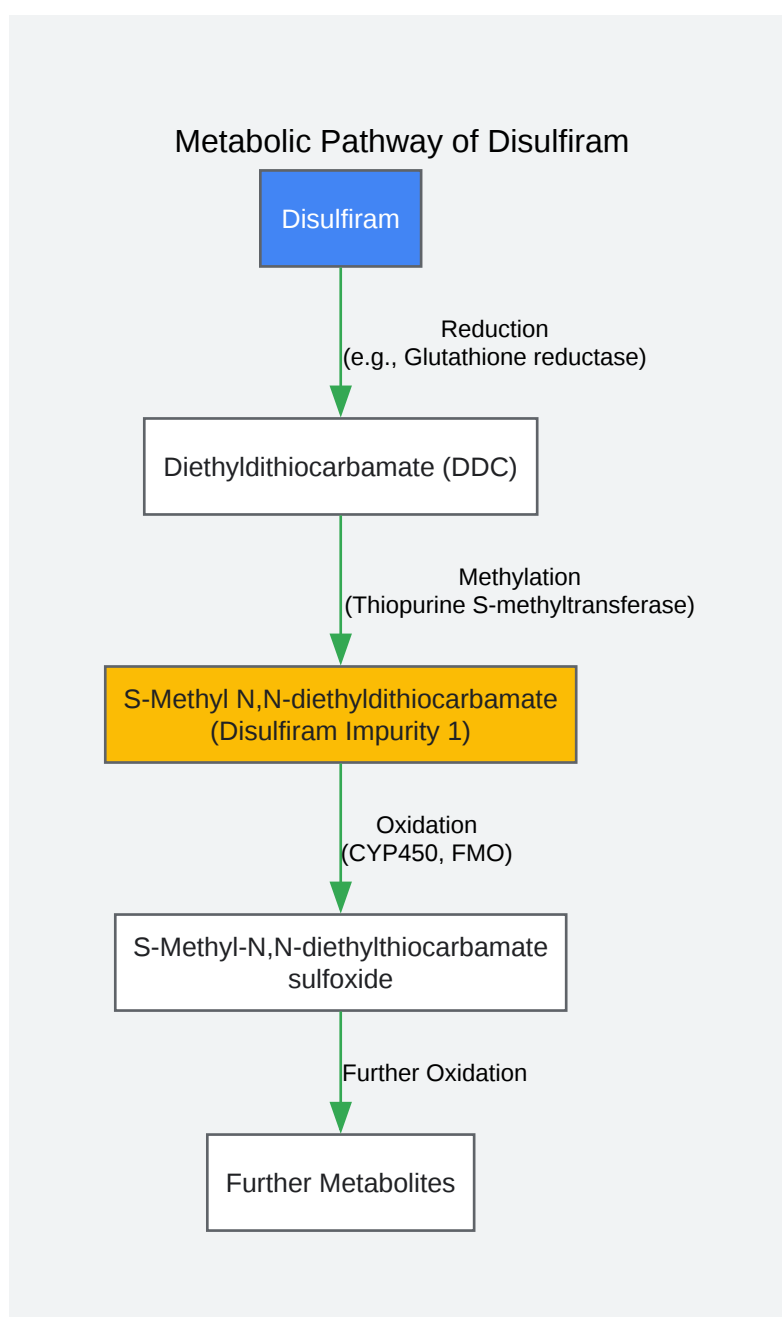 Metabolic Pathway of Disulfiram
Disulfiram
Reduction
(e.g., Glutathione reductase)
Diethyldithiocarbamate (DDC)
Methylation
(Thiopurine S-methyltransferase)
S-Methyl N,N-diethyldithiocarbamate
(Disulfiram Impurity 1)
Oxidation
(CYP450, FMO)
S-Methyl-N,N-diethylthiocarbamate
sulfoxide
Further Oxidation
Further Metabolites